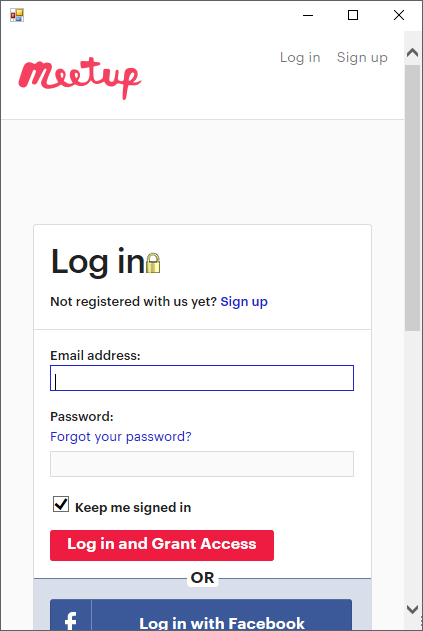 Log in Sign up
meetup
Log in
Not registered with us yet? Sign up
Email address:
Password:
Forgot your password?
Keep me signed in
Log in and Grant Access
OR
f Log in with Facebook